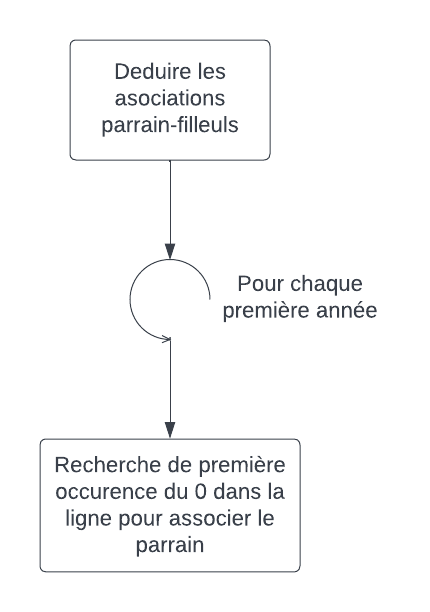 Deduire les
asociations
parrain-filleuls
Pour chaque
première année
Recherche de première
occurence du 0 dans la
ligne pour associer le
parrain